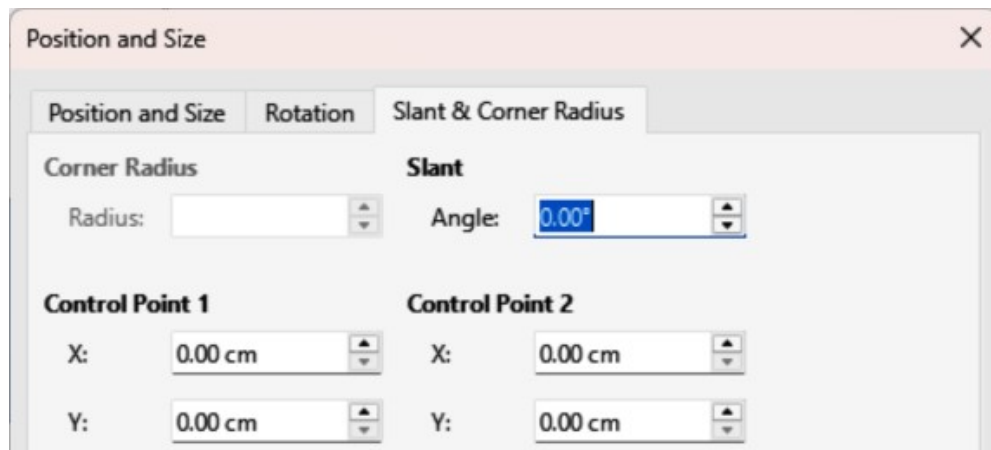 Position and Size
Position and Size Rotation Slant & Corner Radius
Corner Radius Slant
Radius: Angle: 0.00°
Control Point 1 Control Point 2
X: 0.00 cm X: 0.00 cm
Y: 0.00 cm Y: 0.00 cm